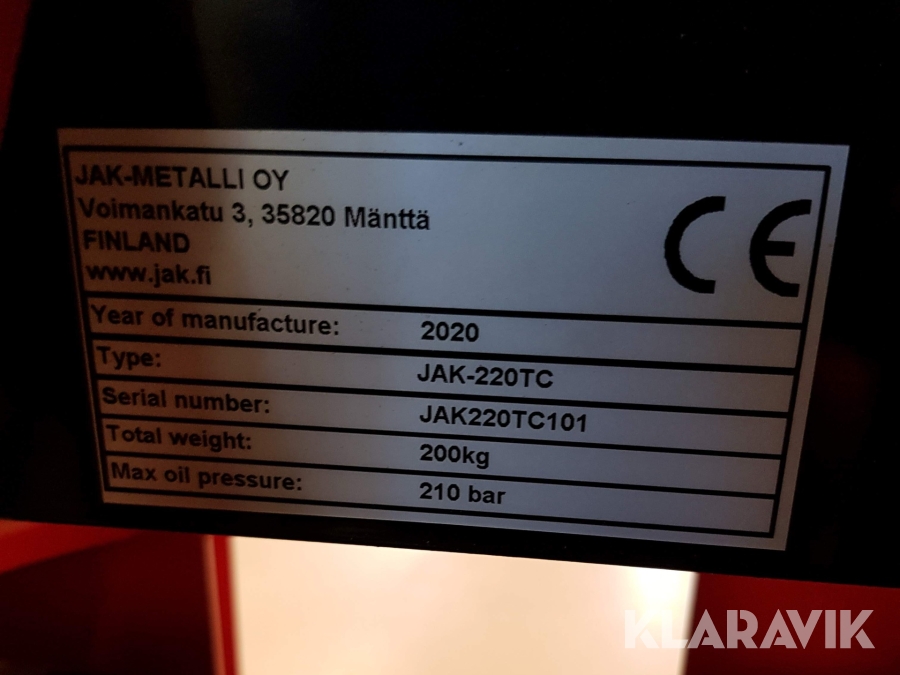 JAK-METALLI OY
Voimankatu 3, 35820 Mänttä
FINLAND
www.jak.fi
CE
Year of manufacture: 2020
Type: JAK-220TC
Serial number: JAK220TC101
Total weight: 200kg
Max oil pressure: 210 bar
KLARAVIK